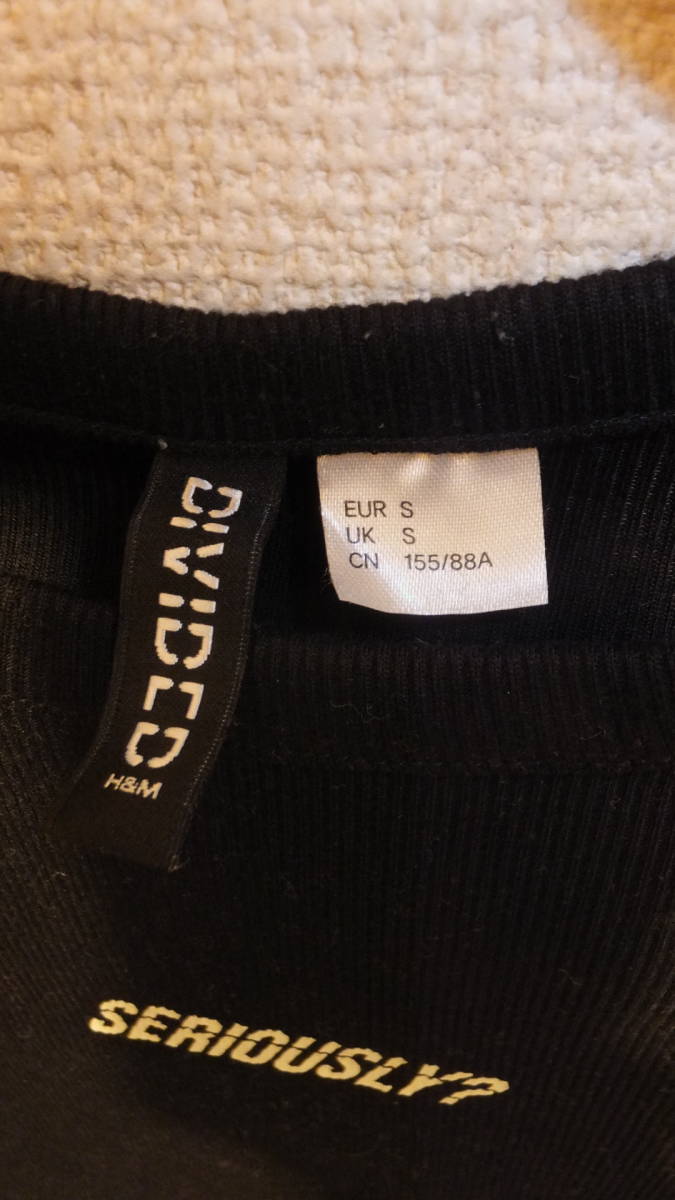 DIVIDED
H&M
EUR S
UK S
CN 155/88A
SERIOUSLY?